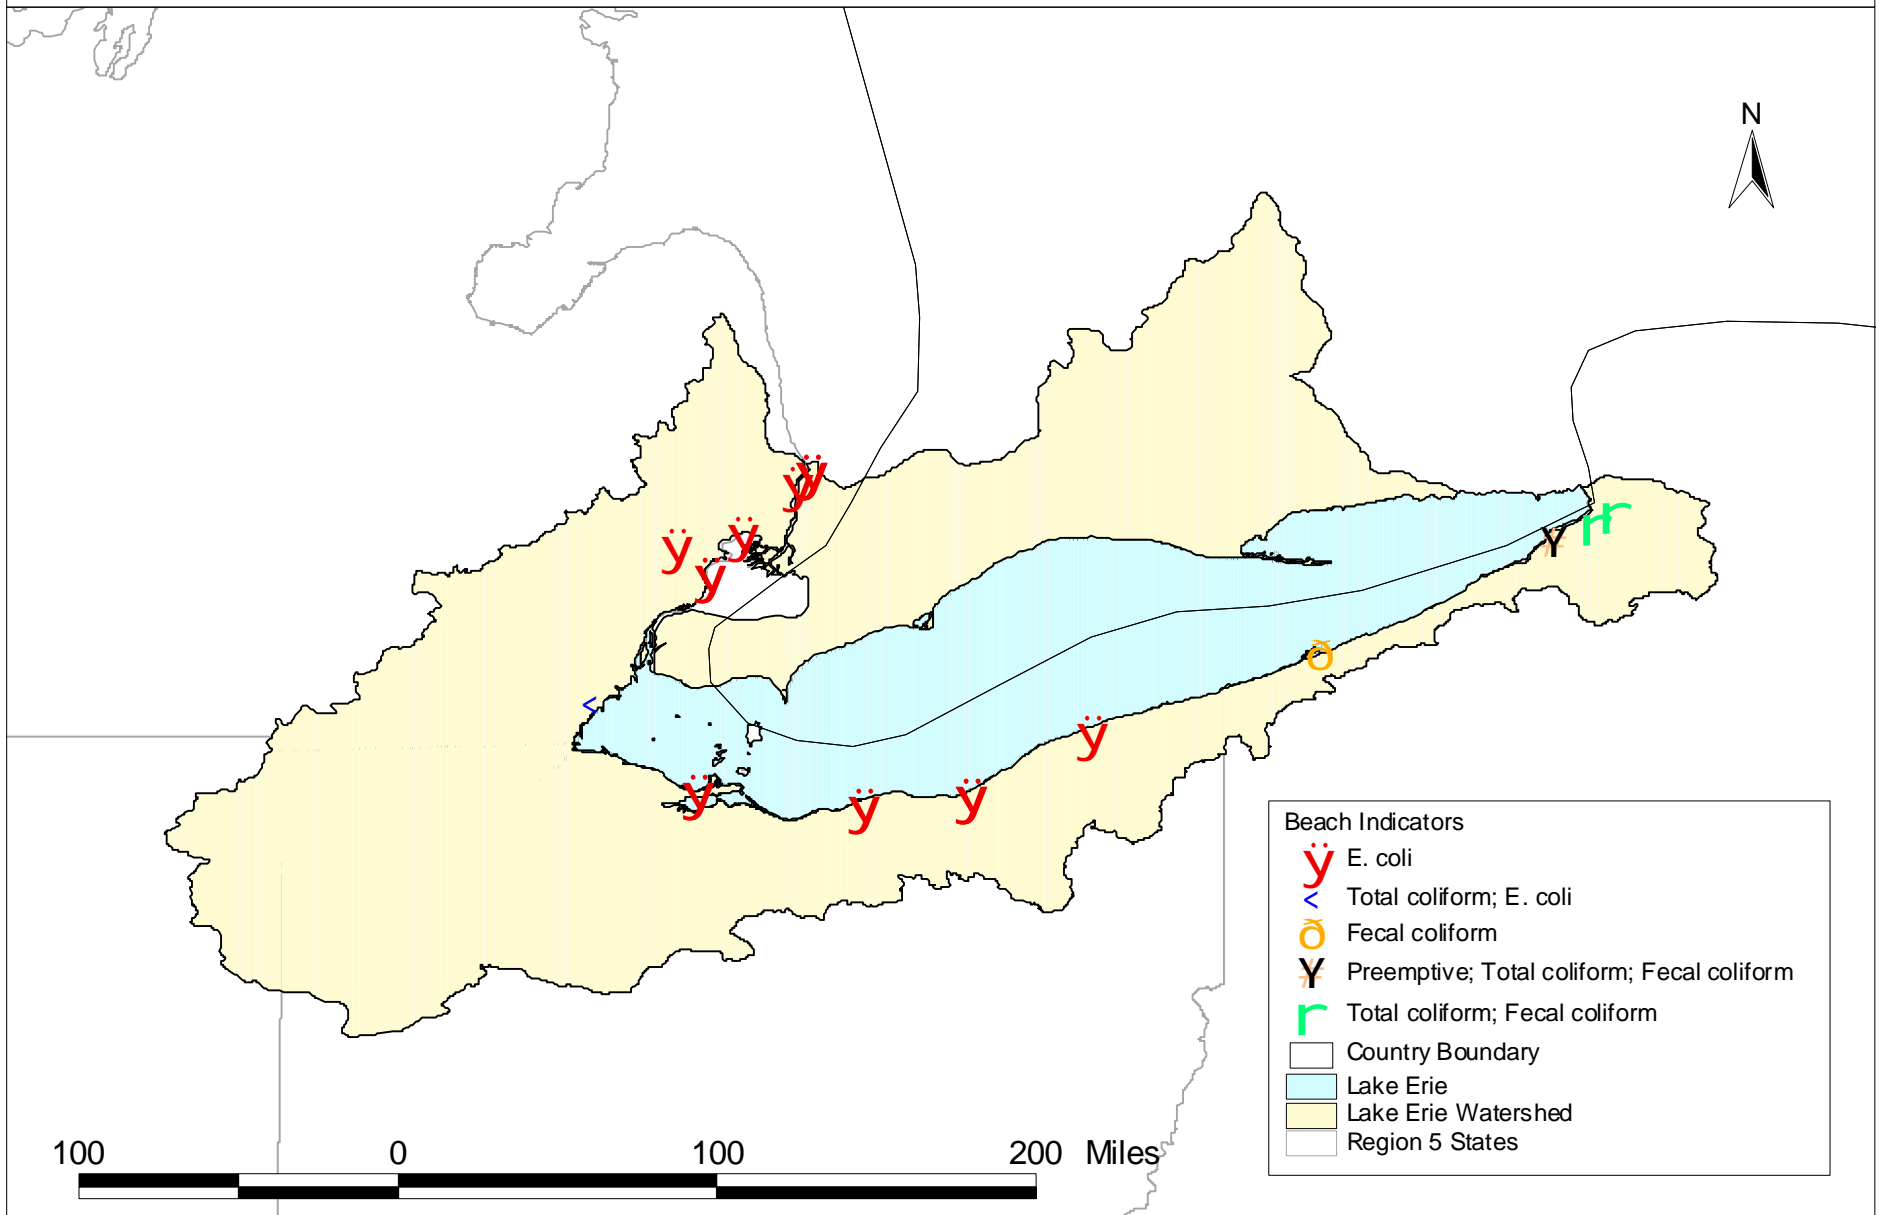 N
ÿ
ÿ
ÿ
ÿ
ÿ
r
r
Y
#
ð
<
ÿ
ÿ
ÿ
ÿ
Beach Indicators
ÿ E. coli
< Total coliform; E. coli
ð Fecal coliform
#Y Preemptive; Total coliform; Fecal coliform
r Total coliform; Fecal coliform
Country Boundary
Lake Erie
Lake Erie Watershed
Region 5 States
100 0 100 200 Miles